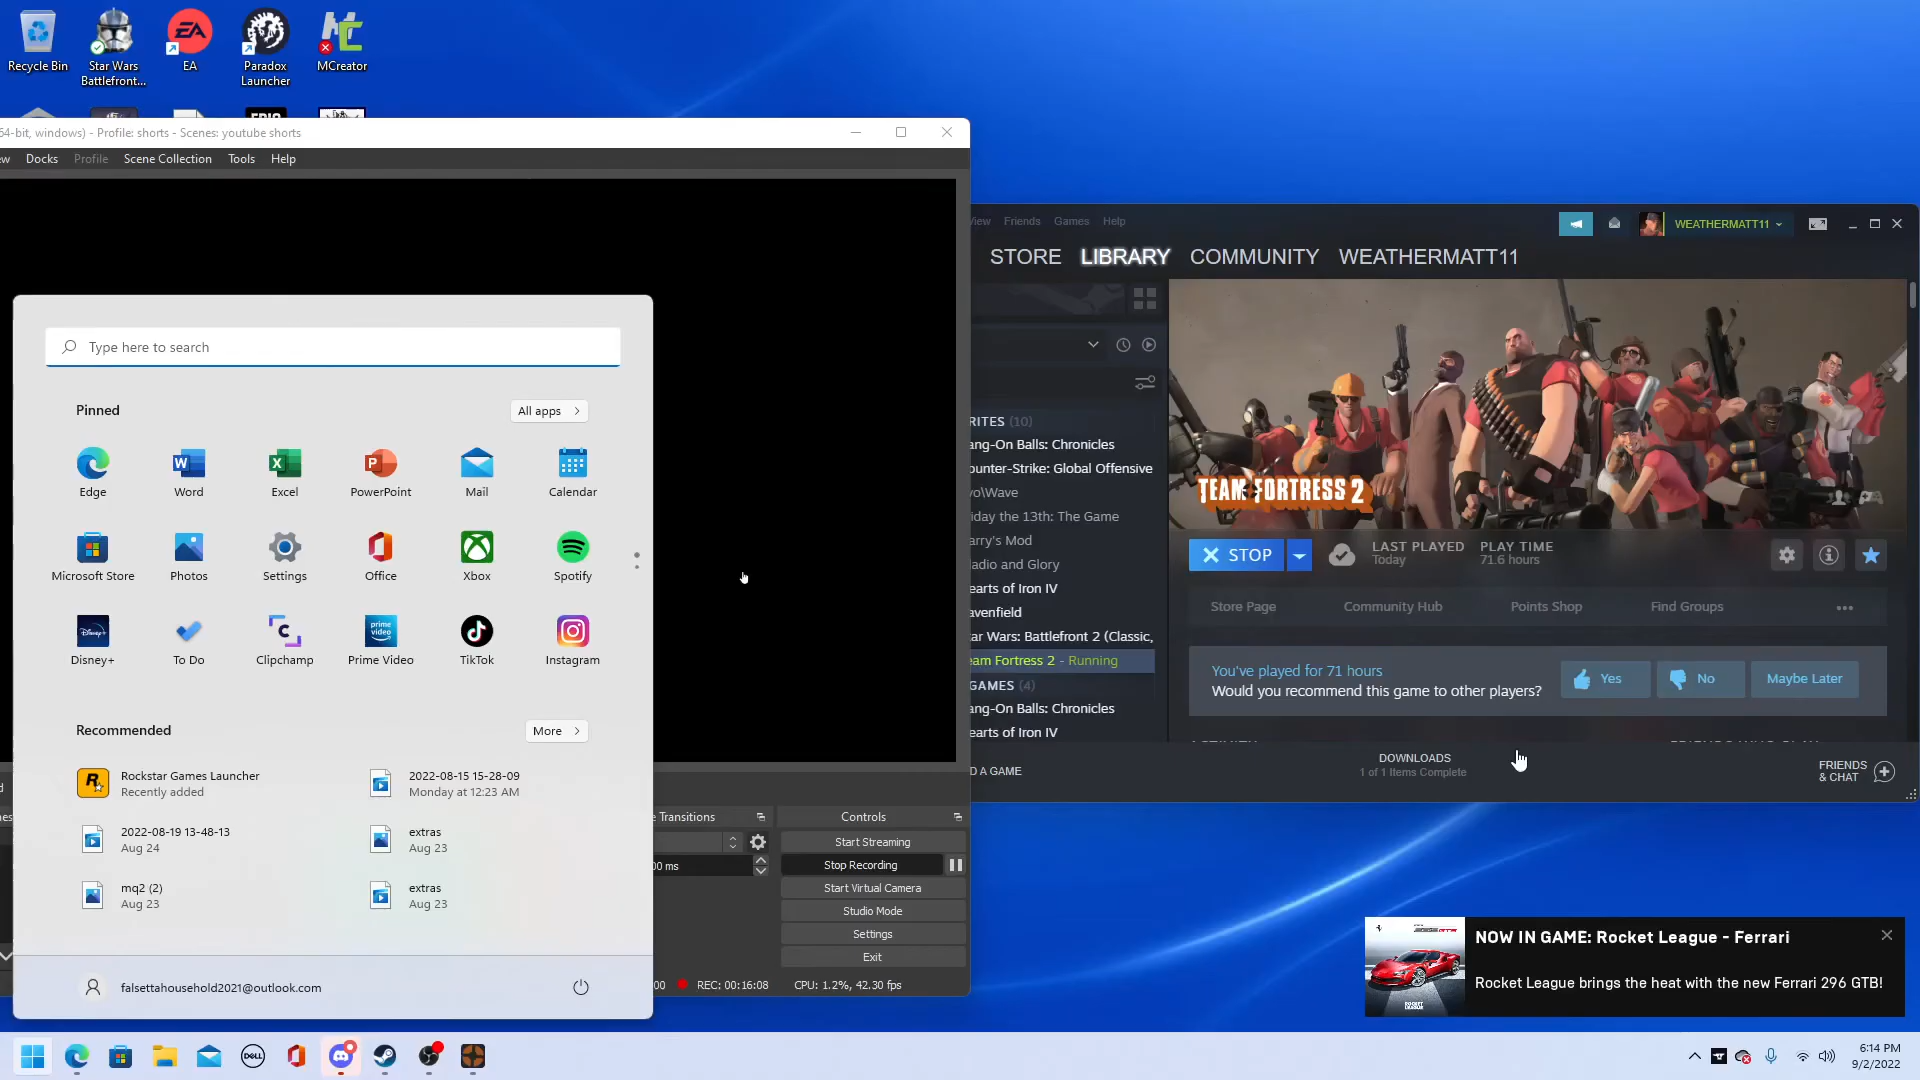 Recycle Bin
Star Wars
Battlefront...
EA
Paradox
Launcher
MCreator
64-bit, windows) - Profile: shorts - Scenes: youtube shorts
Docks
Profile
Scene Collection
Tools
Help
Type here to search
Pinned
All apps
Edge
Word
Excel
PowerPoint
Mail
Calendar
Microsoft Store
Photos
Settings
Office
Xbox
Spotify
Disney+
To Do
Clipchamp
Prime Video
TikTok
Instagram
Recommended
More
Rockstar Games Launcher
Recently added
2022-08-15 15-28-09
Monday at 12:23 AM
2022-08-19 13-48-13
Aug 24
extras
Aug 23
mq2 (2)
Aug 23
extras
Aug 23
falsettahousehold2021@outlook.com
e Transitions
00 ms
Controls
Start Streaming
Stop Recording
Start Virtual Camera
Studio Mode
Settings
Exit
REC: 00:16:08
CPU: 1.2%, 42.30 fps
View
Friends
Games
Help
WEATHERMATT11
STORE
LIBRARY
COMMUNITY
WEATHERMATT11
RITES (10)
ang-On Balls: Chronicles
ounter-Strike: Global Offensive
vo\Wave
iday the 13th: The Game
arry's Mod
ladio and Glory
earts of Iron IV
avenfield
ar Wars: Battlefront 2 (Classic,
eam Fortress 2 - Running
GAMES (4)
ang-On Balls: Chronicles
earts of Iron IV
D A GAME
TEAM FORTRESS 2
STOP
LAST PLAYED
Today
PLAY TIME
71.6 hours
Store Page
Community Hub
Points Shop
Find Groups
You've played for 71 hours
Would you recommend this game to other players?
Yes
No
Maybe Later
DOWNLOADS
1 of 1 Items Complete
FRIENDS
& CHAT
NOW IN GAME: Rocket League - Ferrari
Rocket League brings the heat with the new Ferrari 296 GTB!
DELL
6:14 PM
9/2/2022